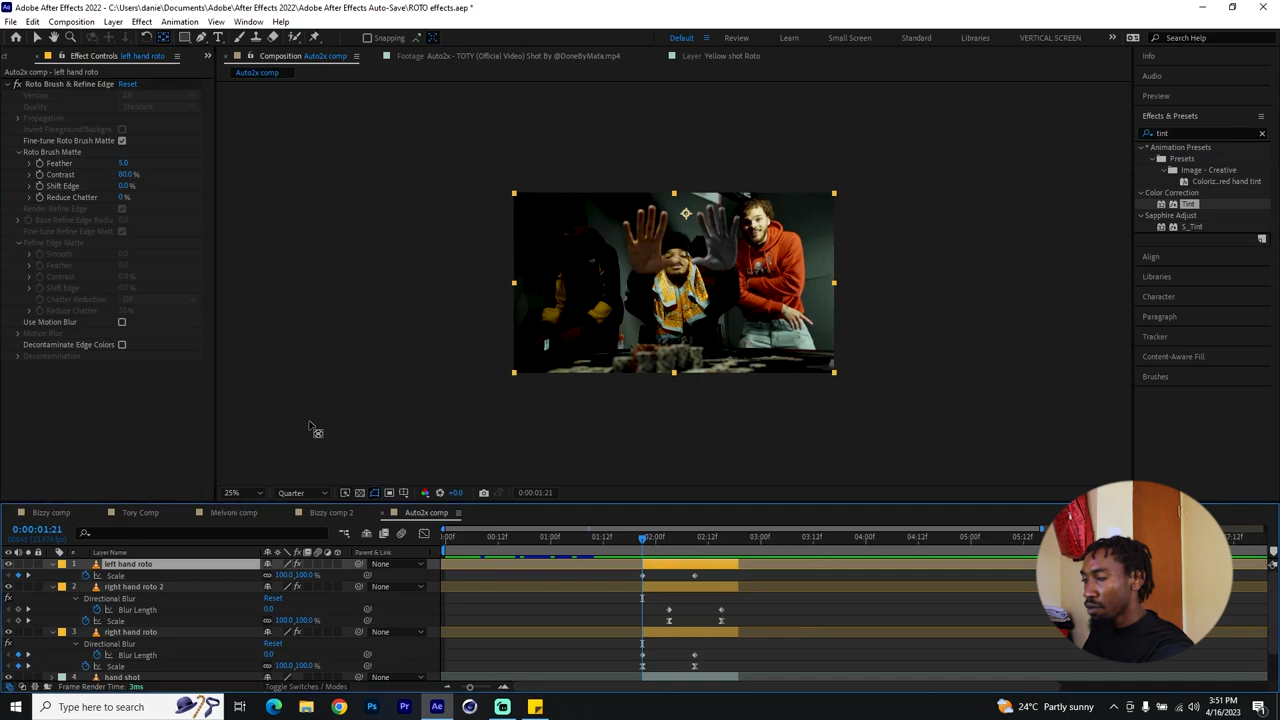 Adobe After Effects 2022 - C:\Users\danie\Documents\Adobe\After Effects 2022\Adobe After Effects Auto-Save\ROTO effects.aep *
File Edit Composition Layer Effect Animation View Window Help
Snapping
Default Review Learn Small Screen Standard Libraries VERTICAL SCREEN Search Help
Effect Controls left hand roto
Composition Auto2x comp
Footage Auto2x - TOTY (Official Video) Shot By @DoneByMata.mp4
Layer Yellow shot Roto
Auto2x comp • left hand roto
Auto2x comp
Roto Brush & Refine Edge Reset
Version 2.0
Quality Standard
Propagation
Invert Foreground/Backgro
Fine-tune Roto Brush Matte
Roto Brush Matte
Feather 5.0
Contrast 80.0 %
Shift Edge 0.0 %
Reduce Chatter 0 %
Render Refine Edge
Base Refine Edge Radiu 0.0
Fine-tune Refine Edge Matt
Refine Edge Matte
Smooth 0.0
Feather 0.0
Contrast 0.0 %
Shift Edge 0.0 %
Chatter Reduction Off
Reduce Chatter 50 %
Use Motion Blur
Motion Blur
Decontaminate Edge Colors
Decontamination
Info
Audio
Preview
Effects & Presets
tint
* Animation Presets
Presets
Image - Creative
Coloriz...red hand tint
Color Correction
Tint
Sapphire Adjust
S_Tint
Align
Libraries
Character
Paragraph
Tracker
Content-Aware Fill
Brushes
25% Quarter +0.0 0:00:01:21
Bizzy comp Tory Comp Melvoni comp Bizzy comp 2 Auto2x comp
0:00:01:21
00045 (23.976 fps)
# Layer Name Parent & Link
:00f 00:12f 01:00f 01:12f 02:00f 02:12f 03:00f 03:12f 04:00f 04:12f 05:00f 05:12f
1 left hand roto None
Scale 100.0,100.0%
2 right hand roto 2 None
Directional Blur Reset
Blur Length 0.0
Scale 100.0,100.0%
3 right hand roto None
Directional Blur Reset
Blur Length 0.0
Scale 100.0,100.0%
4 hand shot None
Frame Render Time: 3ms
Toggle Switches / Modes
Type here to search
24°C Partly sunny
3:51 PM
4/16/2023